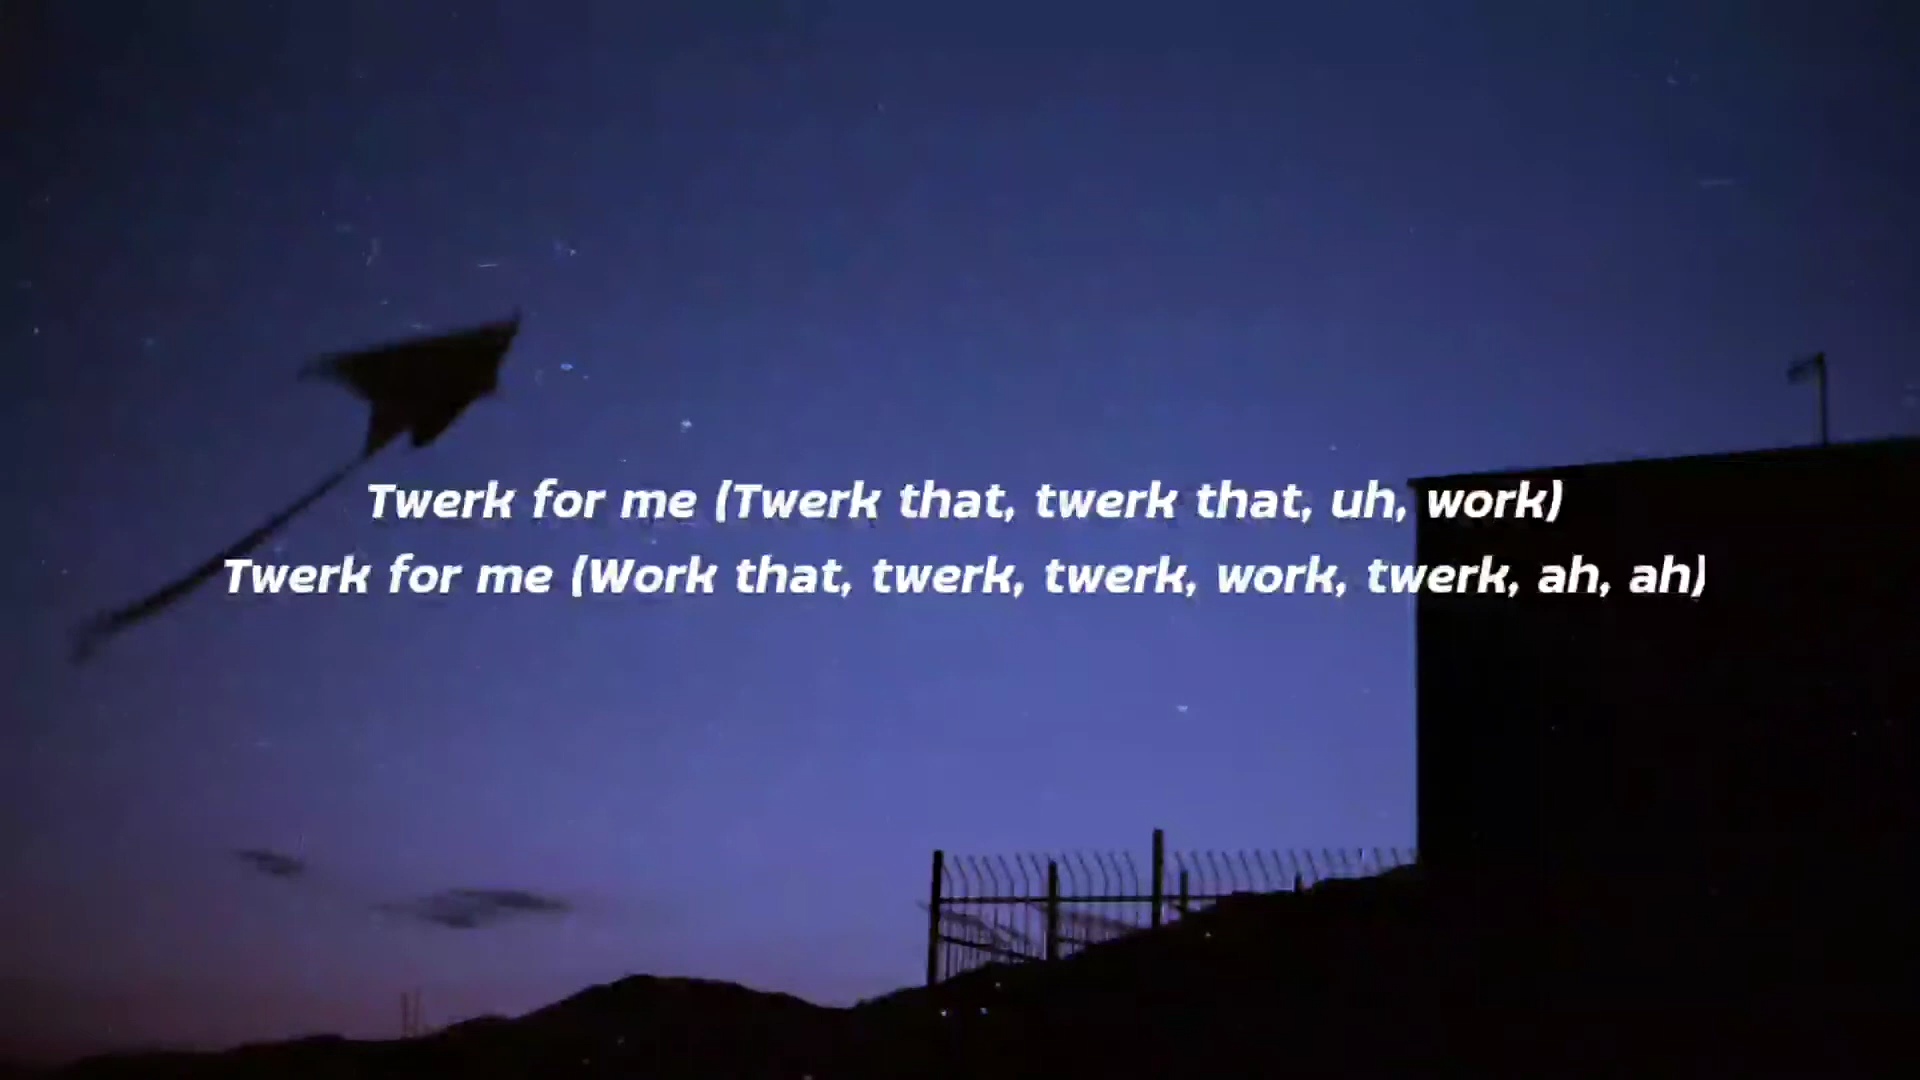 Twerk for me (Twerk that, twerk that, uh, work)
Twerk for me (Work that, twerk, twerk, work, twerk, ah, ah)